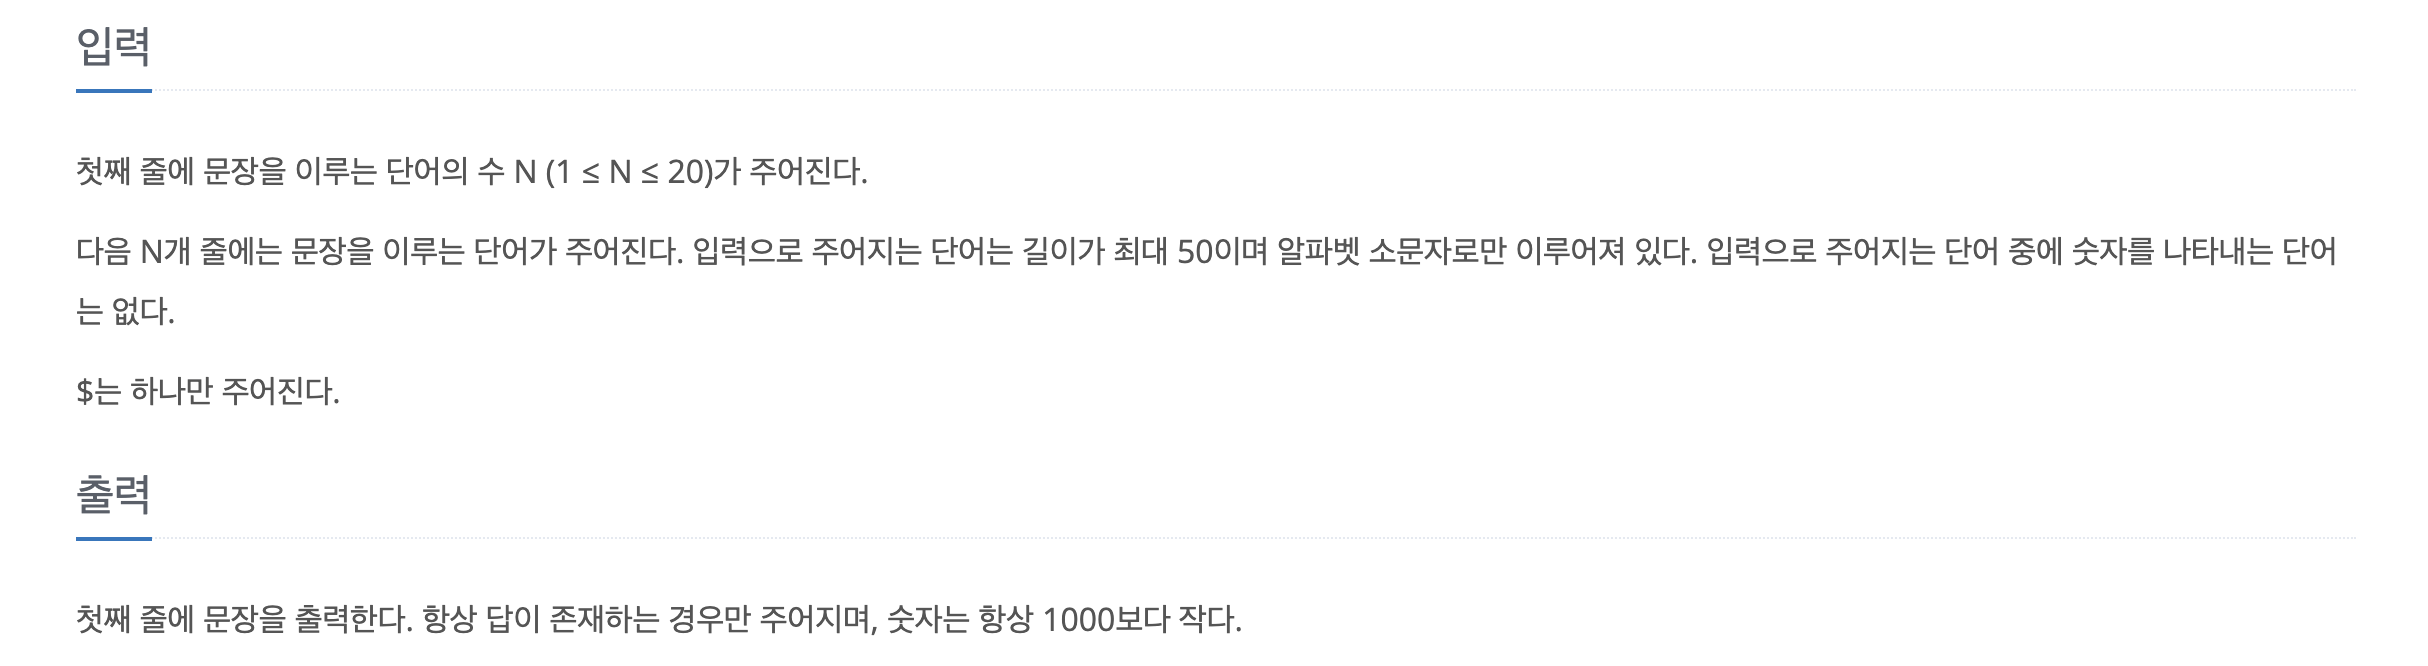 입력
첫째 줄에 문장을 이루는 단어의 수 N (1 ≤ N ≤ 20)가 주어진다.
다음 N개 줄에는 문장을 이루는 단어가 주어진다. 입력으로 주어지는 단어는 길이가 최대 50이며 알파벳 소문자로만 이루어져 있다. 입력으로 주어지는 단어 중에 숫자를 나타내는 단어
는 없다.
$는 하나만 주어진다.
출력
첫째 줄에 문장을 출력한다. 항상 답이 존재하는 경우만 주어지며, 숫자는 항상 1000보다 작다.